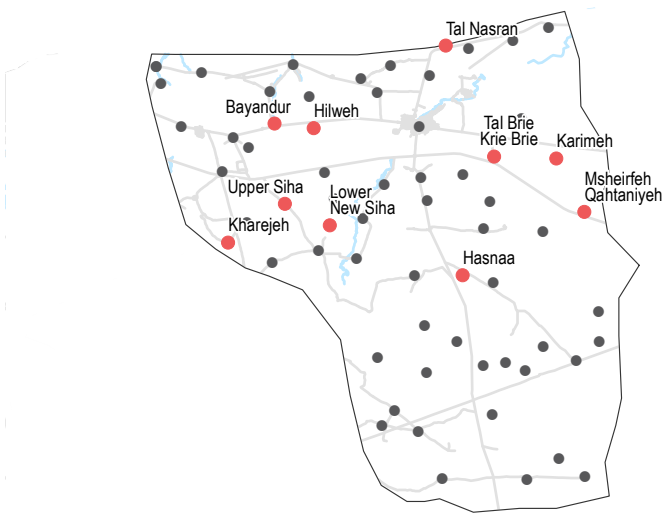 Tal Nasran
Bayandur
Hilweh
Tal Brie
Krie Brie
Karimeh
Msheirfeh
Qahtaniyeh
Upper Siha
Lower
New Siha
Kharejeh
Hasnaa